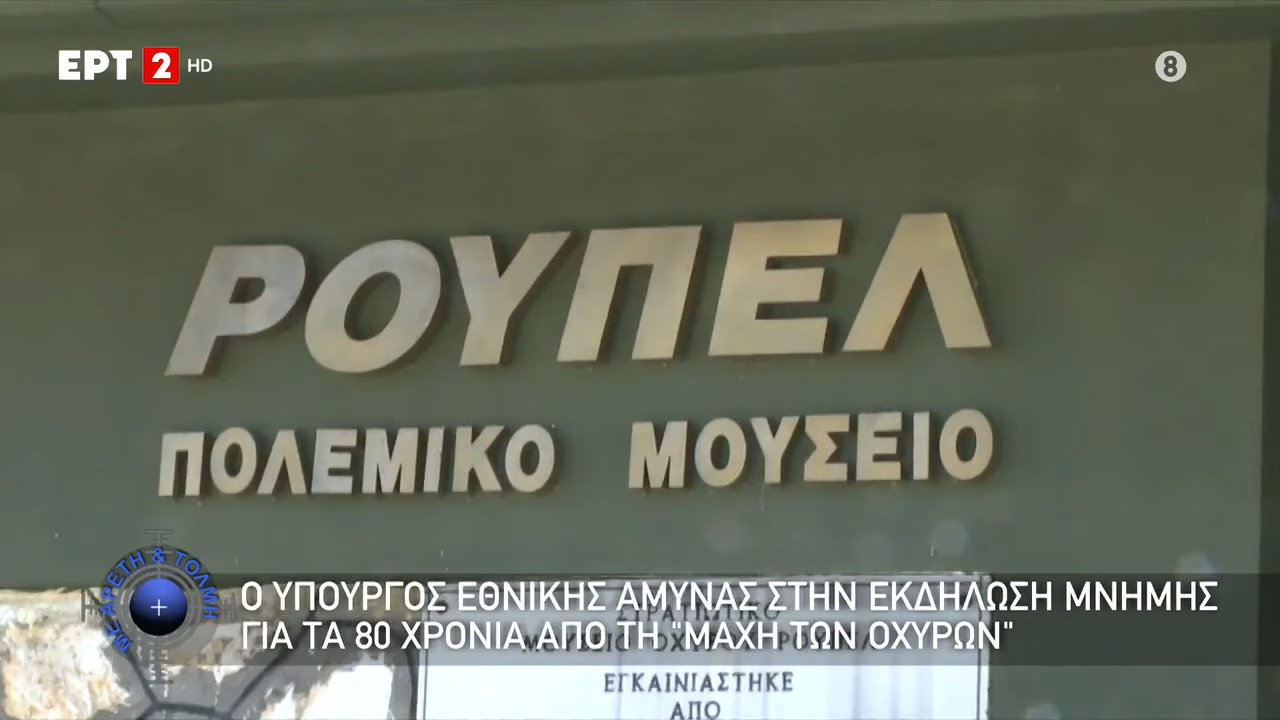 ΕΡΤ 2 HD
8
ΡΟΥΠΕΛ
ΠΟΛΕΜΙΚΟ ΜΟΥΣΕΙΟ
ΜΕ ΑΡΕΤΗ & ΤΟΛΜΗ
Ο ΥΠΟΥΡΓΟΣ ΕΘΝΙΚΗΣ ΑΜΥΝΑΣ ΣΤΗΝ ΕΚΔΗΛΩΣΗ ΜΝΗΜΗΣ
ΓΙΑ ΤΑ 80 ΧΡΟΝΙΑ ΑΠΟ ΤΗ "ΜΑΧΗ ΤΩΝ ΟΧΥΡΩΝ"
ΕΓΚΑΙΝΙΑΣΤΗΚΕ
ΑΠΟ